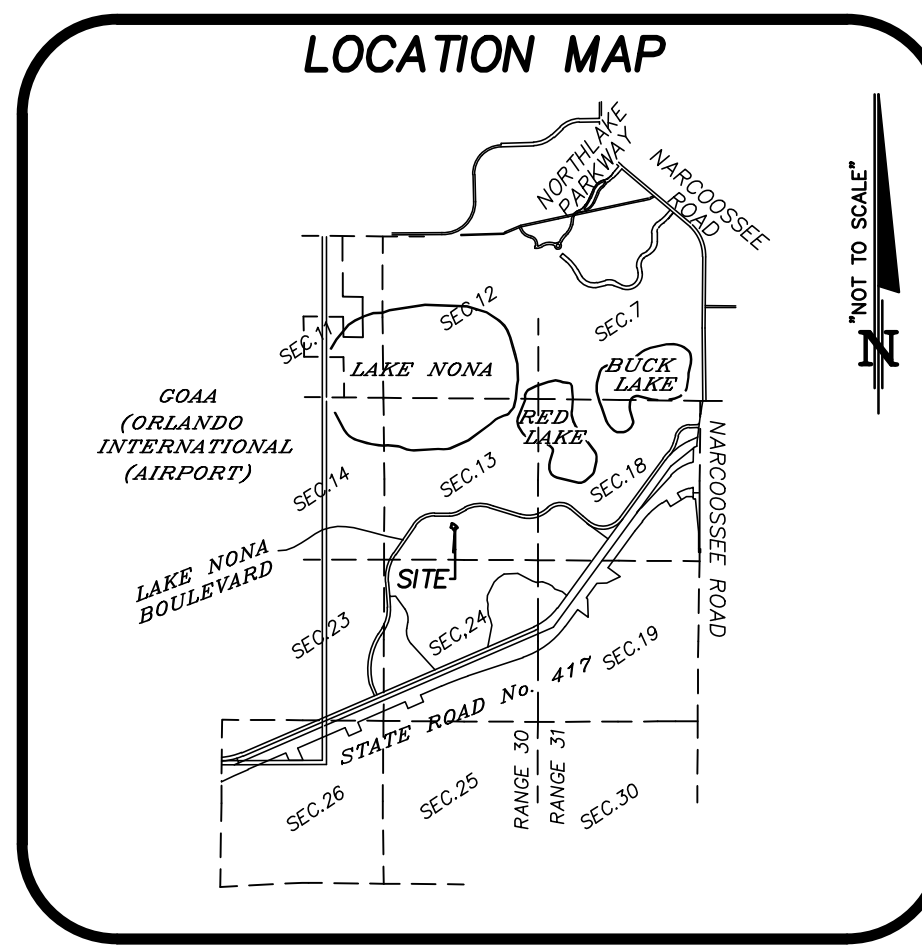 LOCATION MAP
NORTHLAKE
PARKWAY
NARCOOSSEE
ROAD
"NOT TO SCALE"
N
SEC.12
SEC.7
SEC.11
LAKE NONA
BUCK
LAKE
GOAA
(ORLANDO
INTERNATIONAL
(AIRPORT)
RED
LAKE
NARCOOSSEE ROAD
SEC.14
SEC.13
SEC.18
LAKE NONA
BOULEVARD
SITE
SEC.23
SEC,24
SEC.19
STATE ROAD No. 417
RANGE 30
RANGE 31
SEC.26
SEC.25
SEC.30